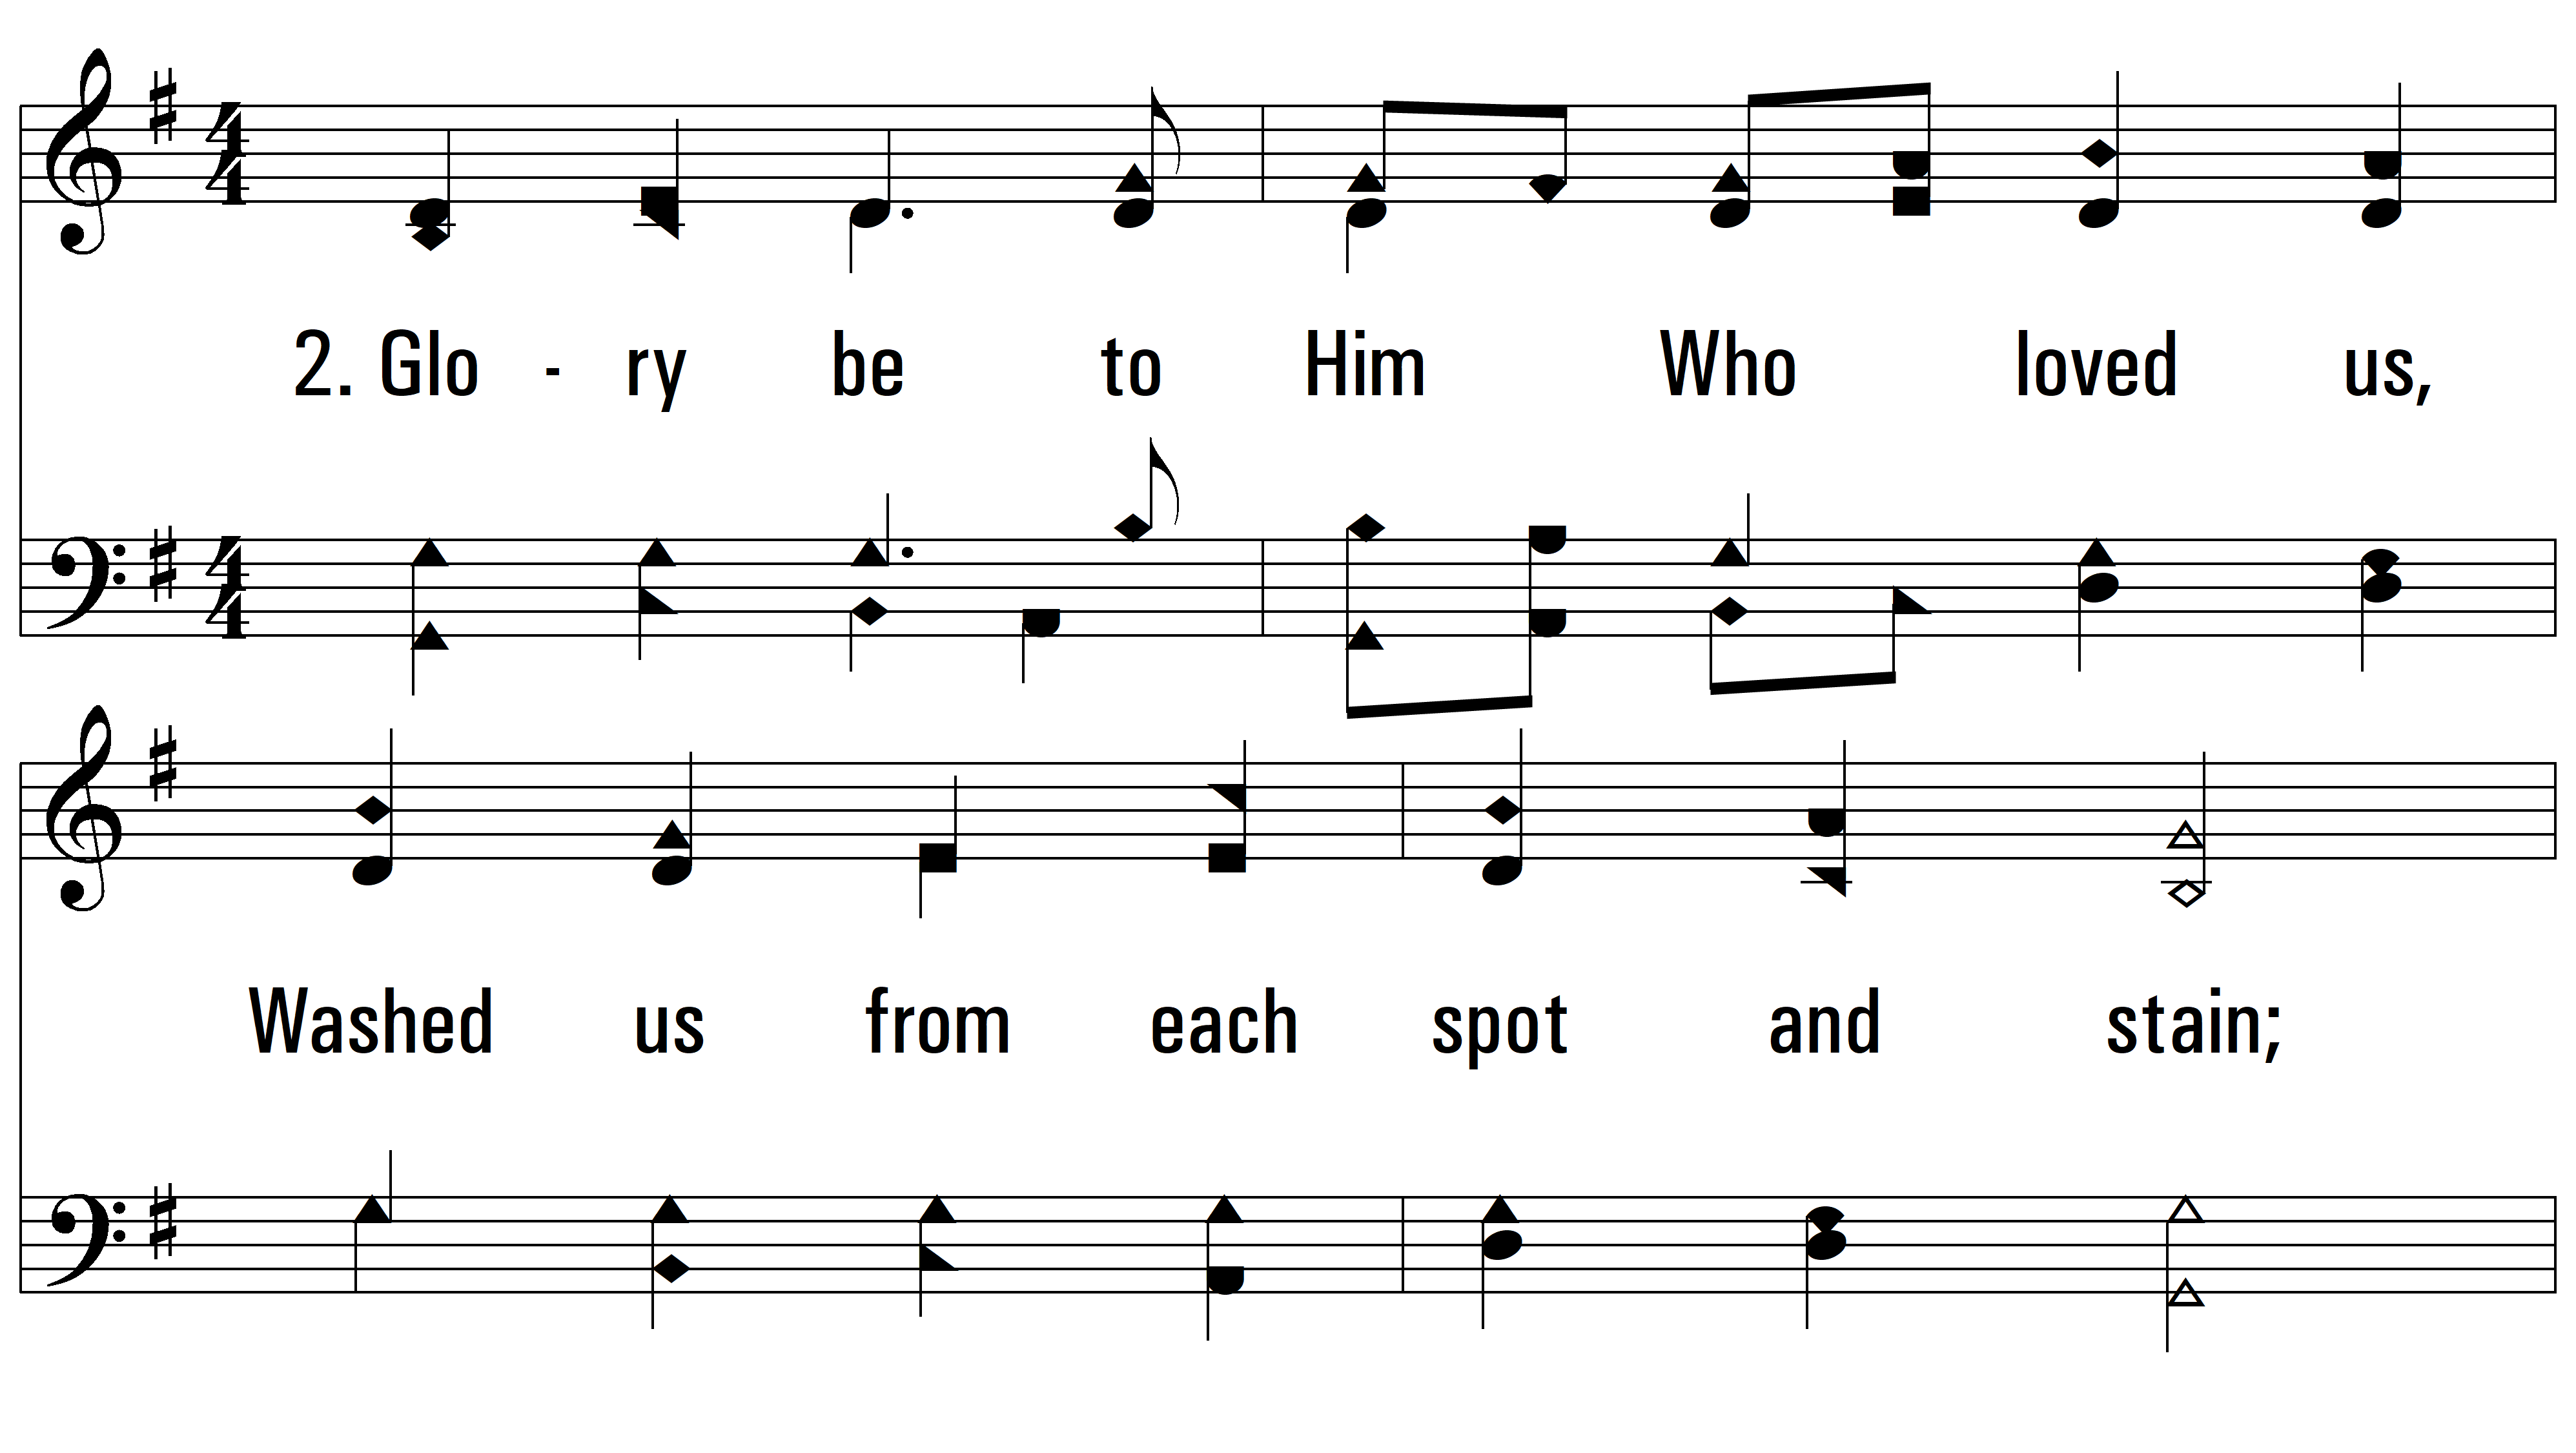 2. Glo - ry be to Him Who loved us,
Washed us from each spot and stain;